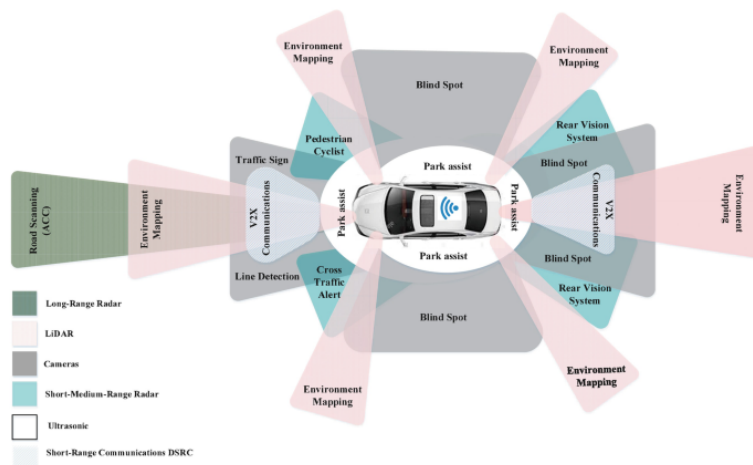 Environment
Mapping
Environment
Mapping
Blind Spot
Pedestrian
Cyclist
Rear Vision
System
Traffic Sign
Park assist
Blind Spot
Road Scanning
(ACC)
Environment
Mapping
V2X
Communications
Park assist
Park assist
V2X
Communications
Environment
Mapping
Park assist
Line Detection
Cross
Traffic
Alert
Blind Spot
Rear Vision
System
Blind Spot
Environment
Mapping
Environment
Mapping
Long-Range Radar
LiDAR
Cameras
Short-Medium-Range Radar
Ultrasonic
Short-Range Communications DSRC